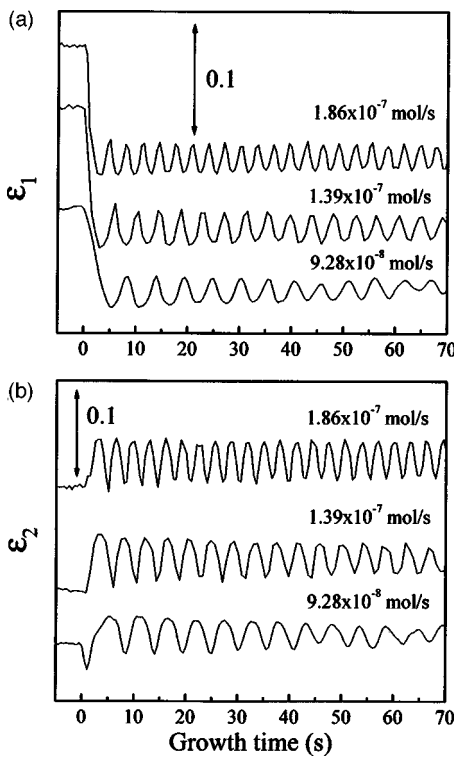 (a)
0.1
1.86x10⁻⁷ mol/s
ε₁
1.39x10⁻⁷ mol/s
9.28x10⁻⁸ mol/s
0 10 20 30 40 50 60 70
(b)
0.1
1.86x10⁻⁷ mol/s
ε₂
1.39x10⁻⁷ mol/s
9.28x10⁻⁸ mol/s
0 10 20 30 40 50 60 70
Growth time (s)